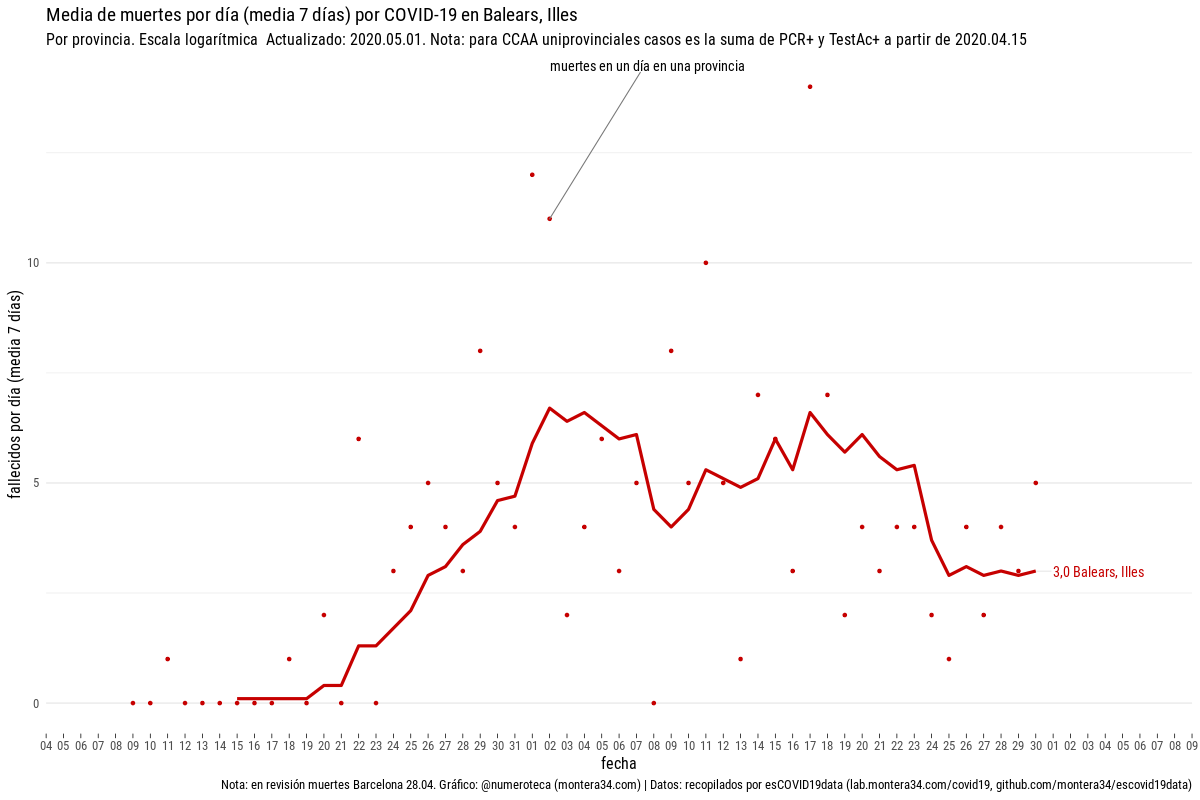 Media de muertes por día (media 7 días) por COVID-19 en Balears, Illes
Por provincia. Escala logarítmica  Actualizado: 2020.05.01. Nota: para CCAA uniprovinciales casos es la suma de PCR+ y TestAc+ a partir de 2020.04.15
muertes en un día en una provincia
10
5
0
fallecidos por día (media 7 días)
3,0 Balears, Illes
04 05 06 07 08 09 10 11 12 13 14 15 16 17 18 19 20 21 22 23 24 25 26 27 28 29 30 31 01 02 03 04 05 06 07 08 09 10 11 12 13 14 15 16 17 18 19 20 21 22 23 24 25 26 27 28 29 30 01 02 03 04 05 06 07 08 09
fecha
Nota: en revisión muertes Barcelona 28.04. Gráfico: @numeroteca (montera34.com) | Datos: recopilados por esCOVID19data (lab.montera34.com/covid19, github.com/montera34/escovid19data)